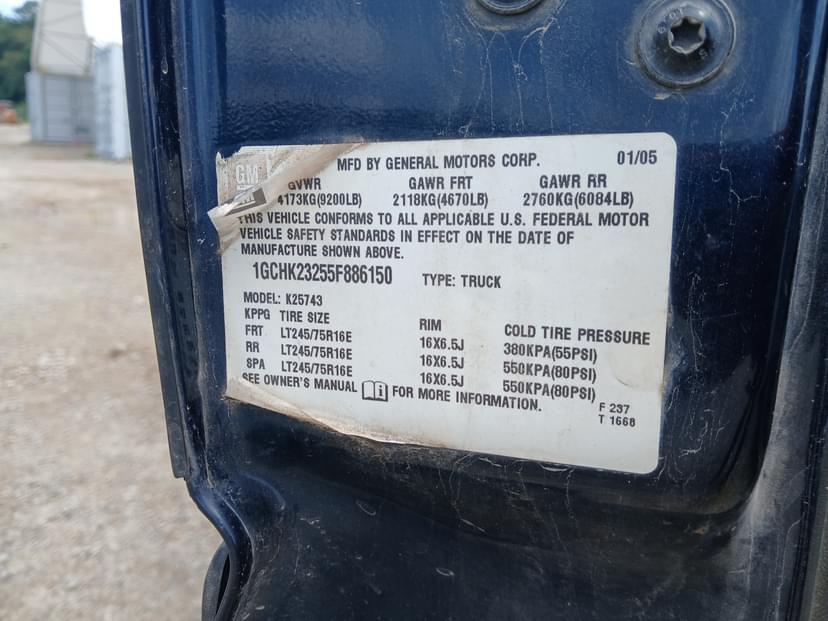 GM
MFD BY GENERAL MOTORS CORP. 01/05
GVWR GAWR FRT GAWR RR
4173KG(9200LB) 2118KG(4670LB) 2760KG(6084LB)
THIS VEHICLE CONFORMS TO ALL APPLICABLE U.S. FEDERAL MOTOR
VEHICLE SAFETY STANDARDS IN EFFECT ON THE DATE OF
MANUFACTURE SHOWN ABOVE.
1GCHK23255F886150 TYPE: TRUCK
MODEL: K25743
KPPG TIRE SIZE RIM COLD TIRE PRESSURE
FRT LT245/75R16E 16X6.5J 380KPA(55PSI)
RR LT245/75R16E 16X6.5J 550KPA(80PSI)
SPA LT245/75R16E 16X6.5J 550KPA(80PSI)
SEE OWNER'S MANUAL FOR MORE INFORMATION.
F 237
T 1668